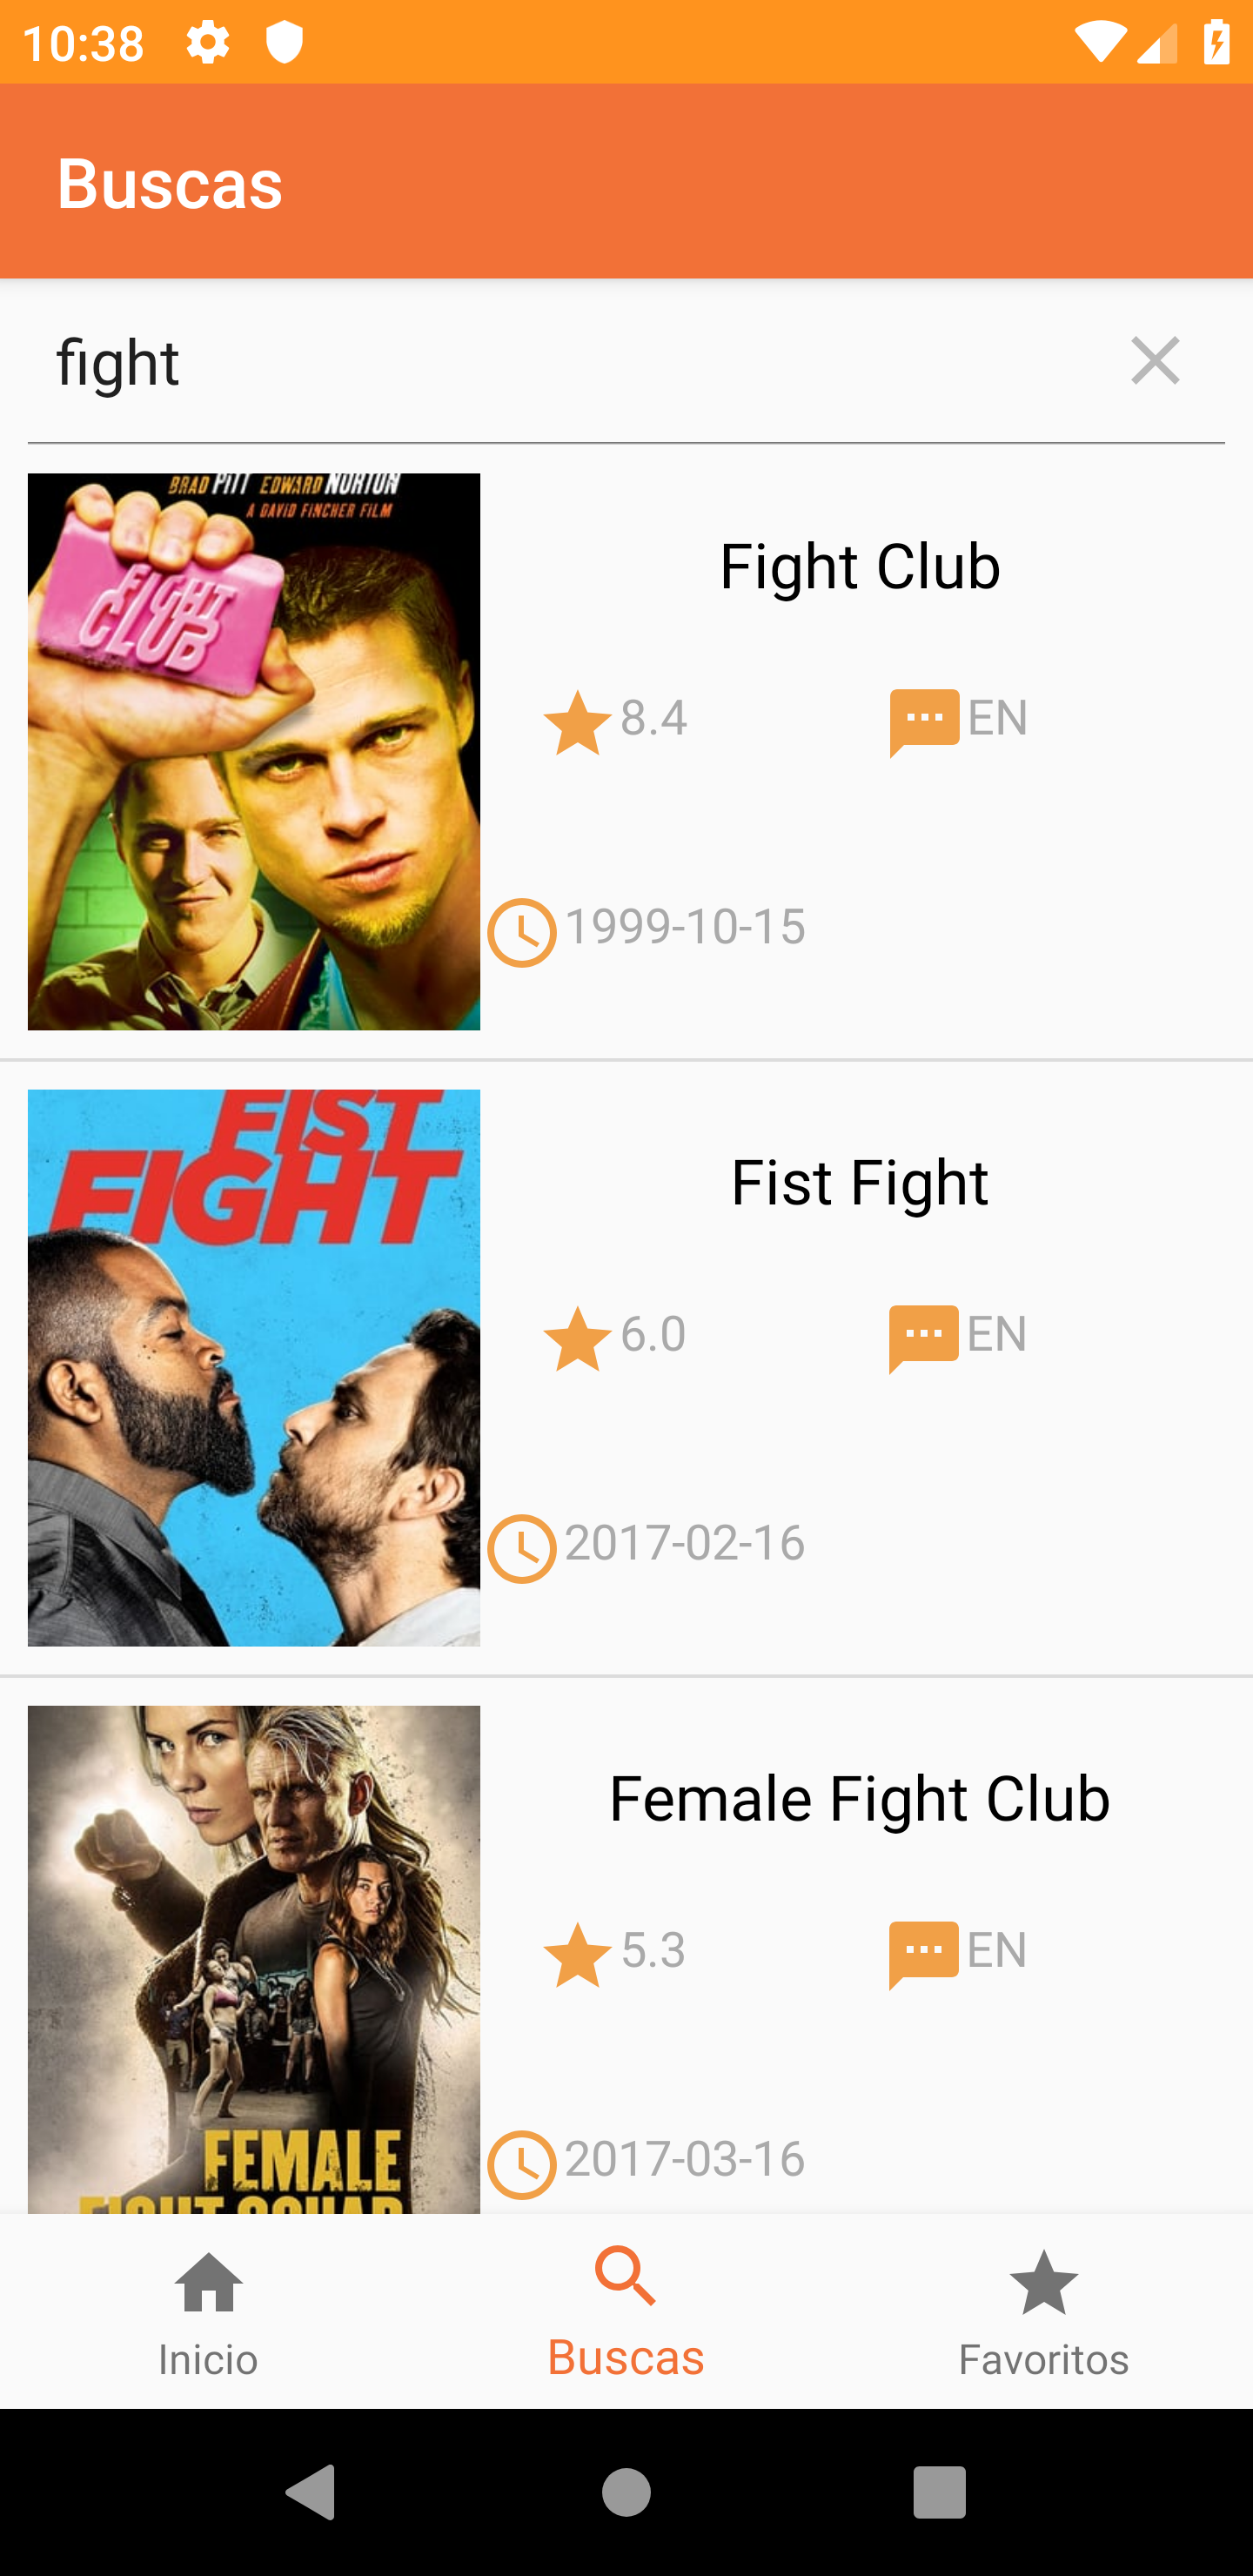 10:38
Buscas
fight
BRAD PITT EDWARD NORTON
A DAVID FINCHER FILM
FIGHT
CLUB
Fight Club
8.4
EN
1999-10-15
FIST
FIGHT
Fist Fight
6.0
EN
2017-02-16
Female Fight Club
5.3
EN
2017-03-16
FEMALE
FIGHT SQUAD
Inicio
Buscas
Favoritos